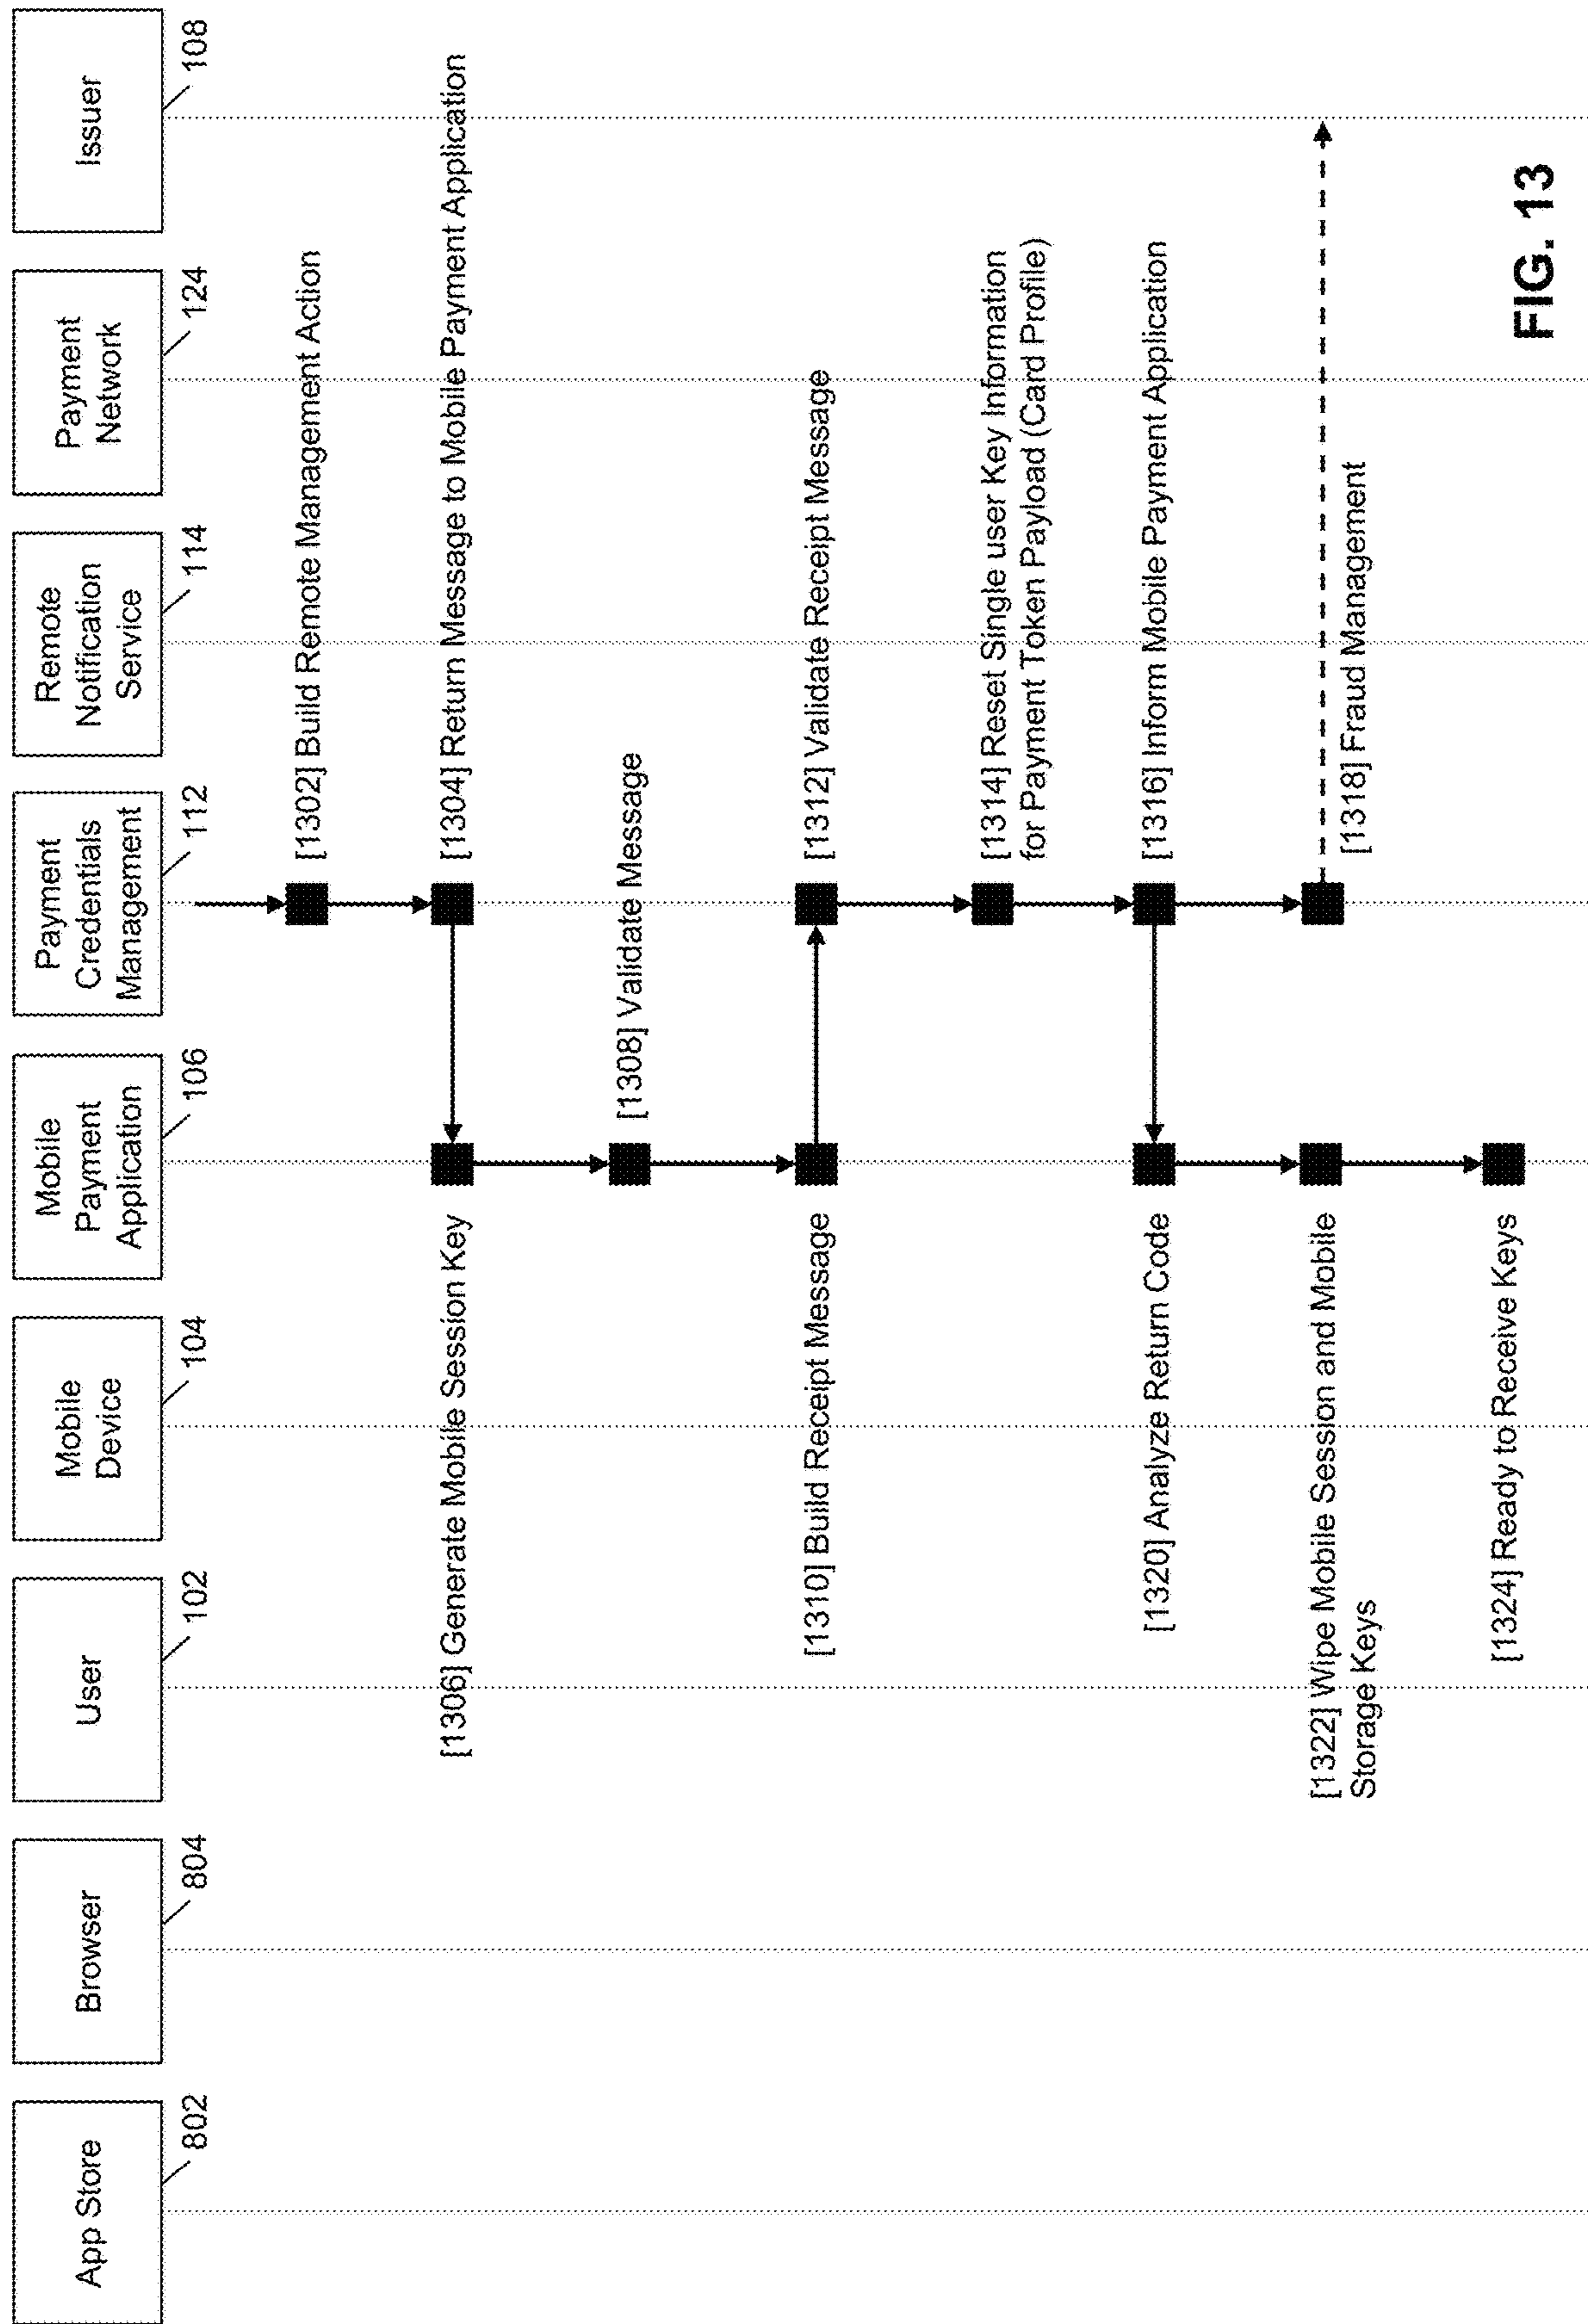 App Store
802
Browser
804
User
102
Mobile
Device
104
Mobile
Payment
Application
106
Payment
Credentials
Management
112
Remote
Notification
Service
114
Payment
Network
124
Issuer
108
[1302] Build Remote Management Action
[1304] Return Message to Mobile Payment Application
[1306] Generate Mobile Session Key
[1308] Validate Message
[1310] Build Receipt Message
[1312] Validate Receipt Message
[1314] Reset Single user Key Information
for Payment Token Payload (Card Profile)
[1316] Inform Mobile Payment Application
[1320] Analyze Return Code
[1318] Fraud Management
[1322] Wipe Mobile Session and Mobile
Storage Keys
[1324] Ready to Receive Keys
FIG. 13